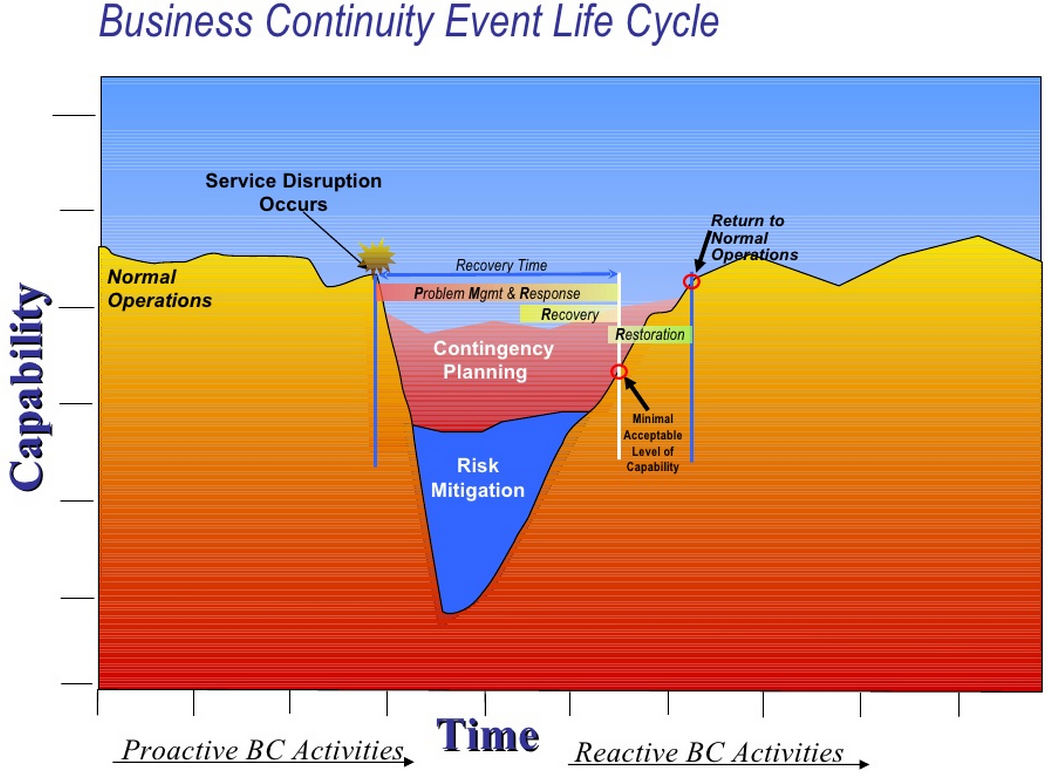 Business Continuity Event Life Cycle
Service Disruption
Occurs
Return to
Normal
Operations
Normal
Operations
Recovery Time
Problem Mgmt & Response
Recovery
Restoration
Contingency
Planning
Minimal
Acceptable
Level of
Capability
Risk
Mitigation
Capability
Time
Proactive BC Activities
Reactive BC Activities